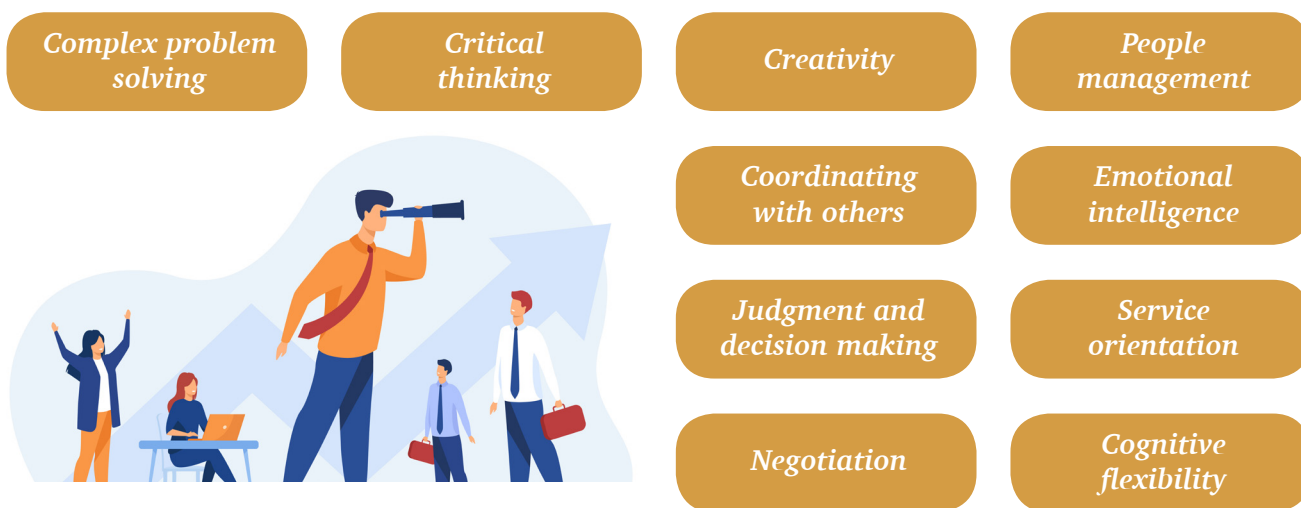 Complex problem
solving
Critical
thinking
Creativity
People
management
Coordinating
with others
Emotional
intelligence
Judgment and
decision making
Service
orientation
Negotiation
Cognitive
flexibility